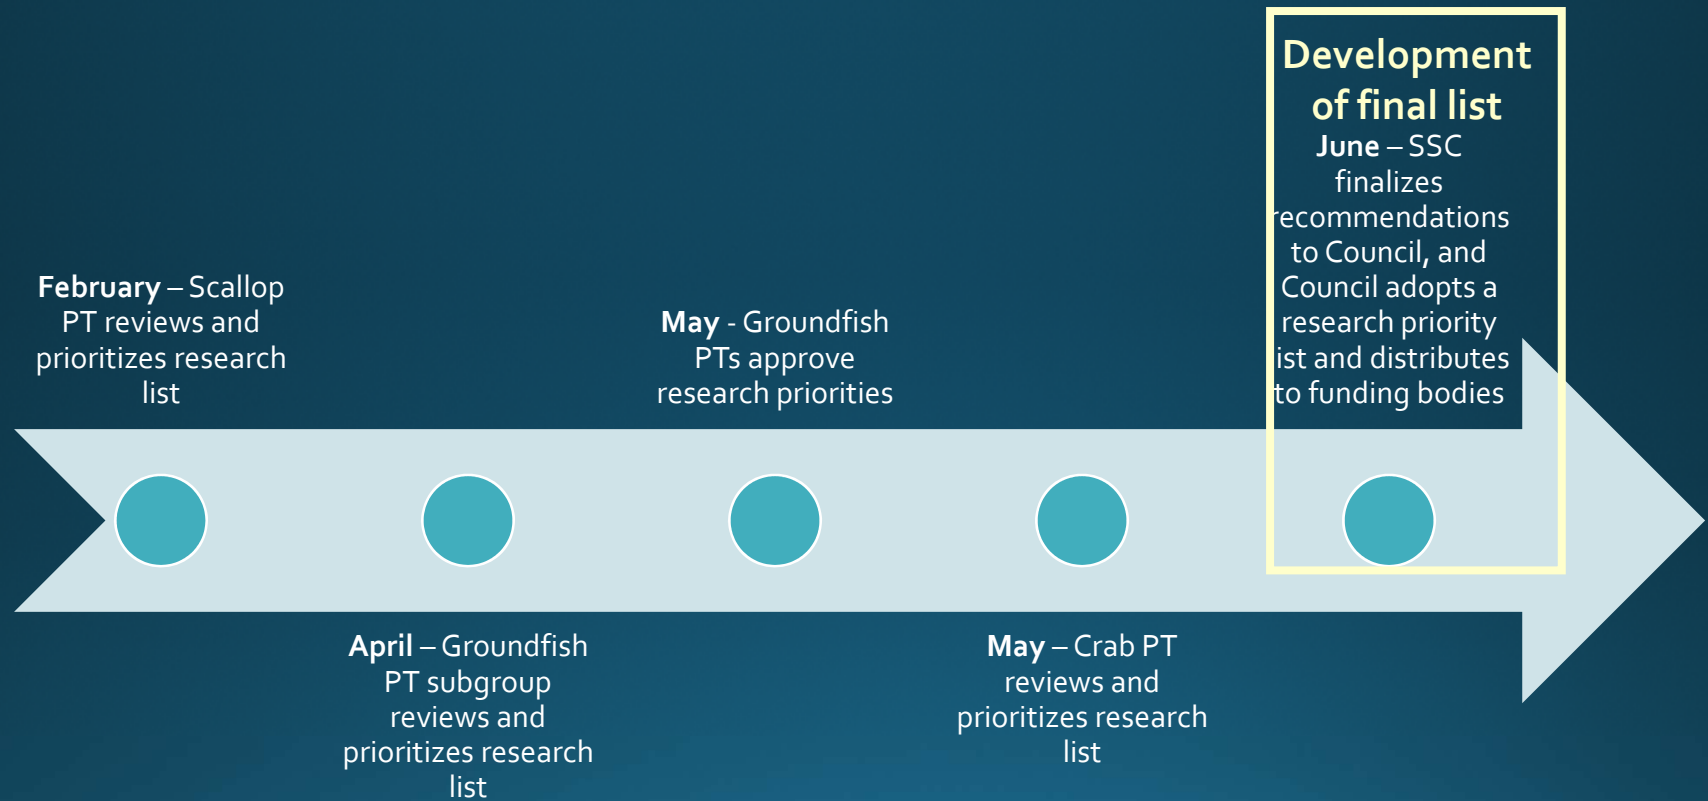 February – Scallop
PT reviews and
prioritizes research
list
April – Groundfish
PT subgroup
reviews and
prioritizes research
list
May - Groundfish
PTs approve
research priorities
May – Crab PT
reviews and
prioritizes research
list
Development
of final list
June – SSC
finalizes
recommendations
to Council, and
Council adopts a
research priority
list and distributes
to funding bodies